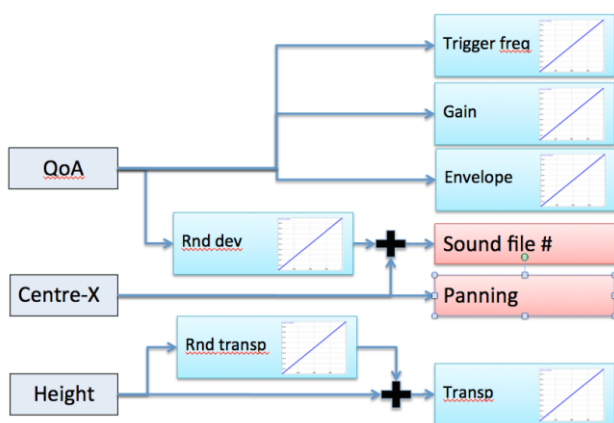 Trigger freq
Gain
QoA
Envelope
Rnd dev
Sound file #
Centre-X
Panning
Rnd transp
Height
Transp